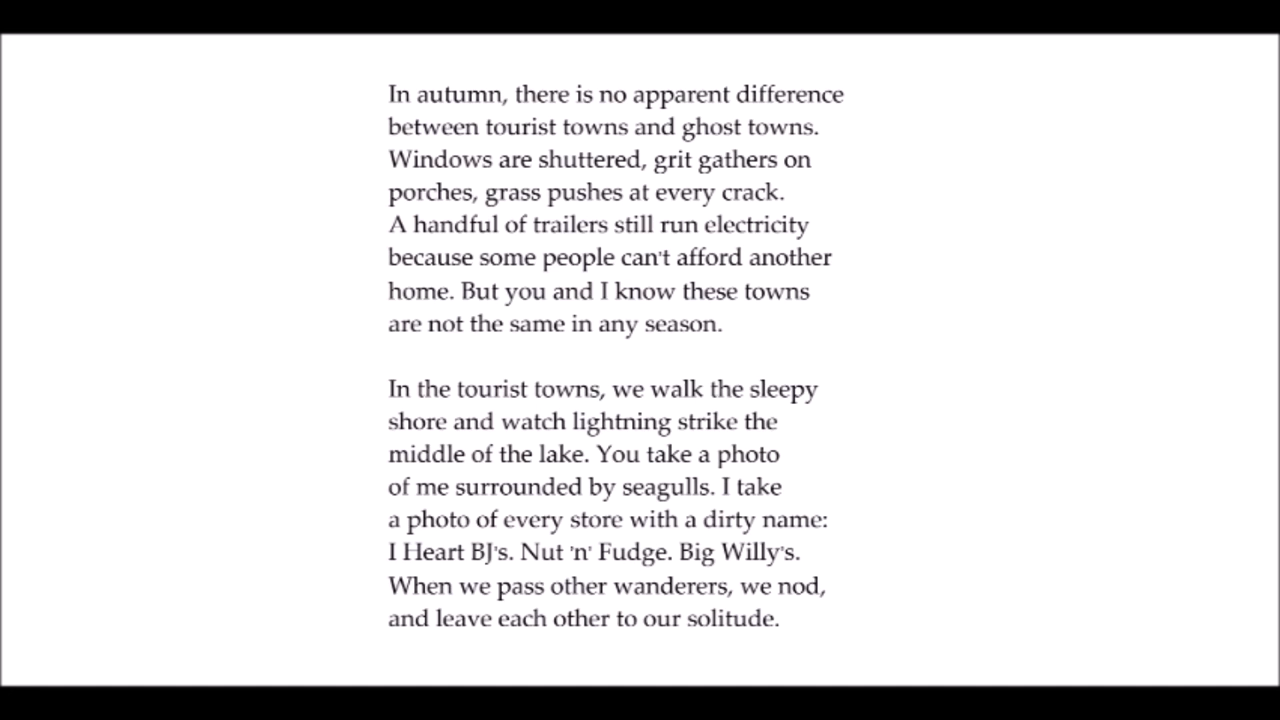 In autumn, there is no apparent difference
between tourist towns and ghost towns.
Windows are shuttered, grit gathers on
porches, grass pushes at every crack.
A handful of trailers still run electricity
because some people can't afford another
home. But you and I know these towns
are not the same in any season.

In the tourist towns, we walk the sleepy
shore and watch lightning strike the
middle of the lake. You take a photo
of me surrounded by seagulls. I take
a photo of every store with a dirty name:
I Heart BJ's. Nut 'n' Fudge. Big Willy's.
When we pass other wanderers, we nod,
and leave each other to our solitude.